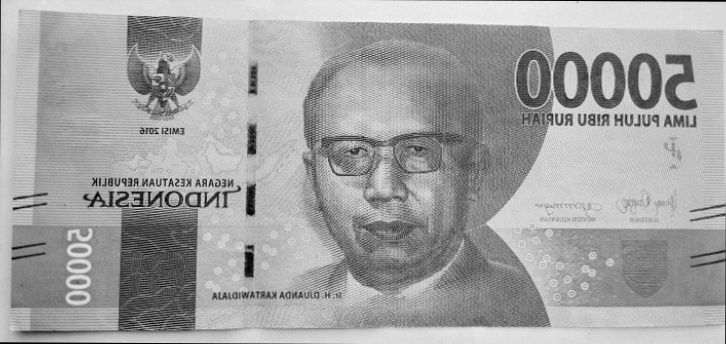 50000
LIMA PULUH RIBU RUPIAH
EMISI 2016
NEGARA KESATUAN REPUBLIK
INDONESIA
GUBERNUR
MENTERI KEUANGAN
50000
Ir. H. DJUANDA KARTAWIDJAJA